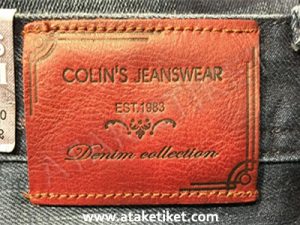 COLIN'S JEANSWEAR
EST.1983
Denim collection
www.ataketiket.com